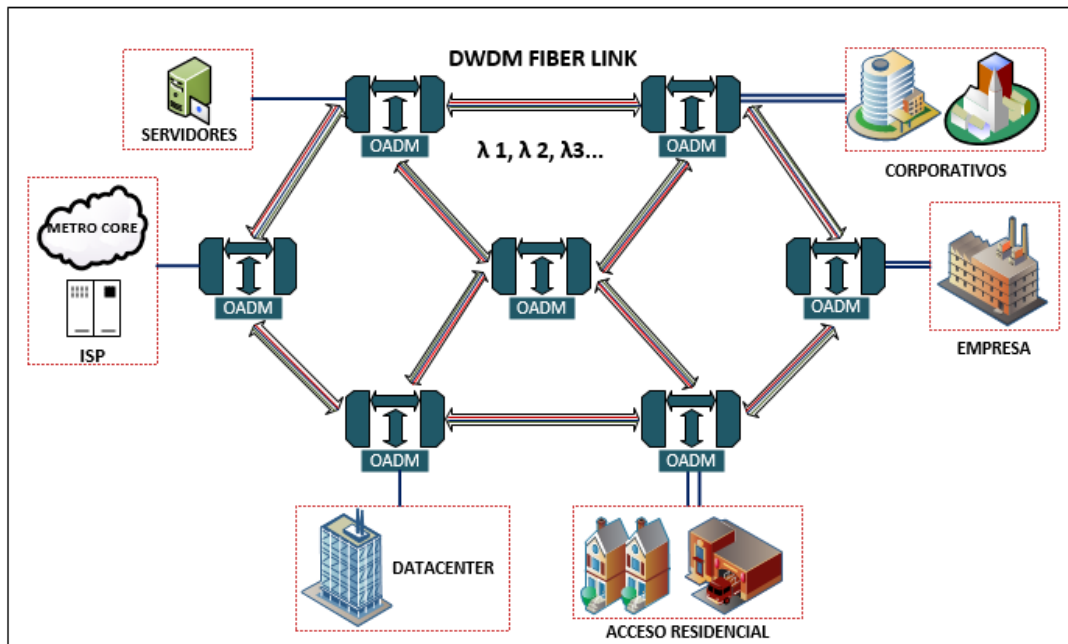 DWDM FIBER LINK
SERVIDORES
OADM
OADM
λ 1, λ 2, λ3...
CORPORATIVOS
METRO CORE
ISP
OADM
OADM
OADM
EMPRESA
OADM
OADM
DATACENTER
ACCESO RESIDENCIAL